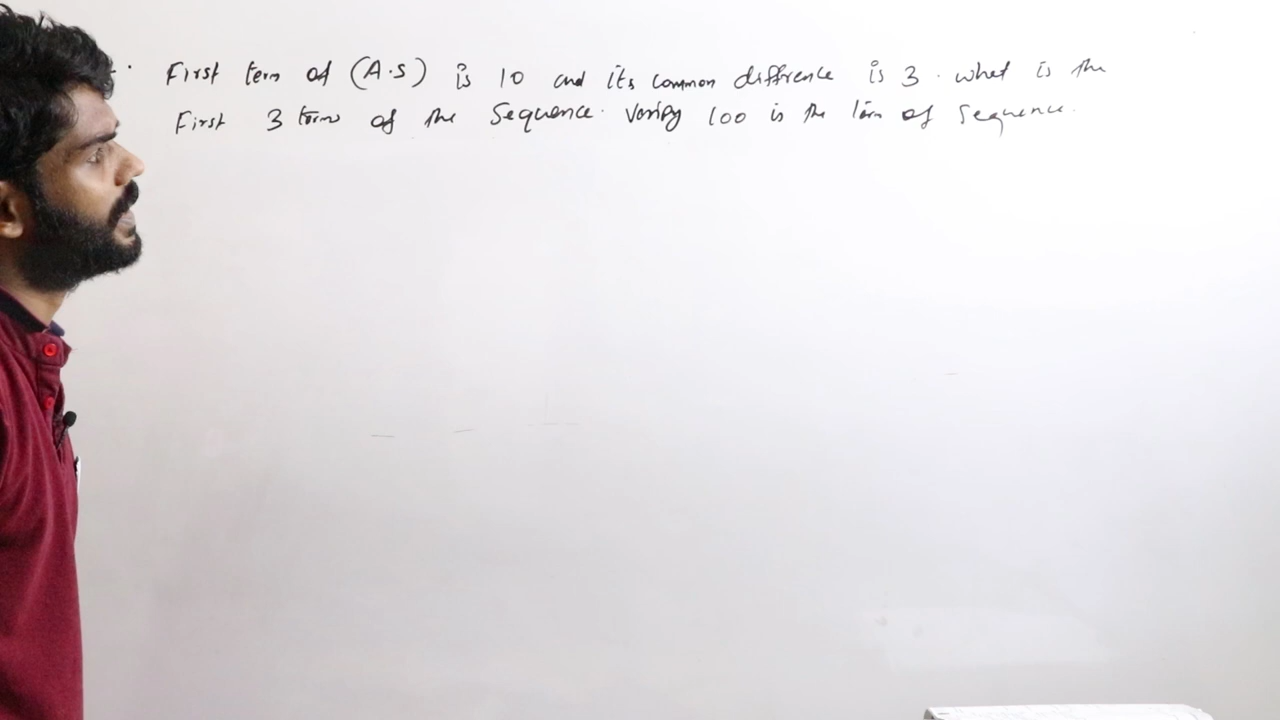 First term of (A.S) is 10 and its common diffrence is 3. what is the
First 3 terms of the Sequence. Verify 100 is the term of Sequence.